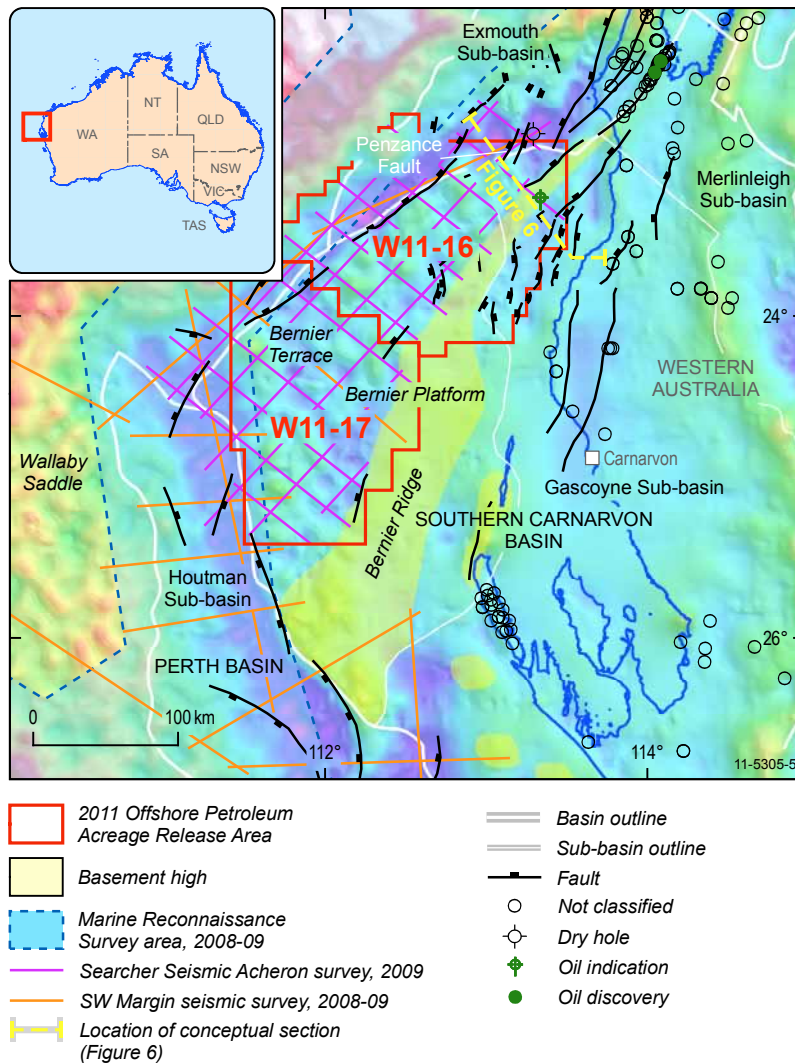 NT
QLD
WA
SA
NSW
VIC
TAS
Exmouth
Sub-basin
Penzance
Fault
Figure 6
Merlinleigh
Sub-basin
W11-16
24°
Bernier
Terrace
WESTERN
AUSTRALIA
Bernier Platform
W11-17
Wallaby
Saddle
Carnarvon
Gascoyne Sub-basin
Bernier Ridge
SOUTHERN CARNARVON
BASIN
Houtman
Sub-basin
26°
PERTH BASIN
0
100 km
112°
114°
11-5305-5
2011 Offshore Petroleum
Acreage Release Area
Basement high
Marine Reconnaissance
Survey area, 2008-09
Searcher Seismic Acheron survey, 2009
SW Margin seismic survey, 2008-09
Location of conceptual section
(Figure 6)
Basin outline
Sub-basin outline
Fault
Not classified
Dry hole
Oil indication
Oil discovery